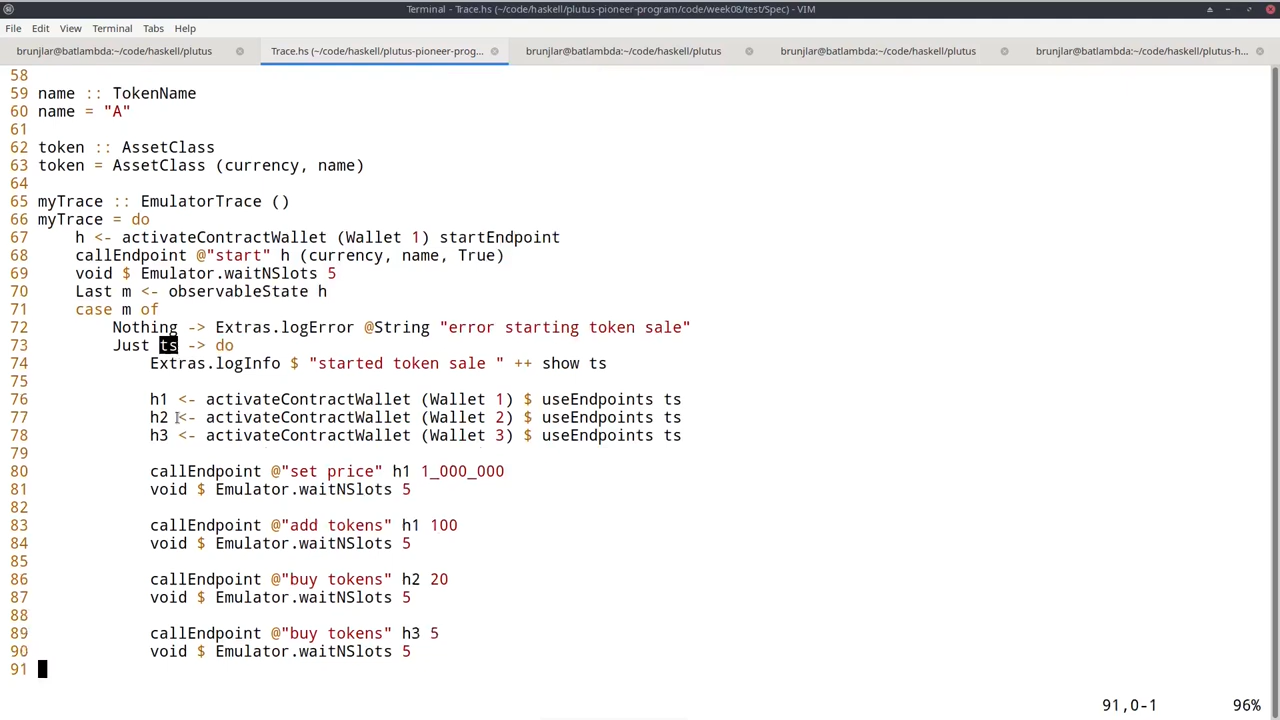 Terminal - Trace.hs (~/code/haskell/plutus-pioneer-program/code/week08/test/Spec) - VIM
File Edit View Terminal Tabs Help
brunjlar@batlambda:~/code/haskell/plutus Trace.hs (~/code/haskell/plutus-pioneer-prog... brunjlar@batlambda:~/code/haskell/plutus brunjlar@batlambda:~/code/haskell/plutus brunjlar@batlambda:~/code/haskell/plutus-h...
58
59 name :: TokenName
60 name = "A"
61
62 token :: AssetClass
63 token = AssetClass (currency, name)
64
65 myTrace :: EmulatorTrace ()
66 myTrace = do
67     h <- activateContractWallet (Wallet 1) startEndpoint
68     callEndpoint @"start" h (currency, name, True)
69     void $ Emulator.waitNSlots 5
70     Last m <- observableState h
71     case m of
72         Nothing -> Extras.logError @String "error starting token sale"
73         Just ts -> do
74             Extras.logInfo $ "started token sale " ++ show ts
75
76             h1 <- activateContractWallet (Wallet 1) $ useEndpoints ts
77             h2 <- activateContractWallet (Wallet 2) $ useEndpoints ts
78             h3 <- activateContractWallet (Wallet 3) $ useEndpoints ts
79
80             callEndpoint @"set price" h1 1_000_000
81             void $ Emulator.waitNSlots 5
82
83             callEndpoint @"add tokens" h1 100
84             void $ Emulator.waitNSlots 5
85
86             callEndpoint @"buy tokens" h2 20
87             void $ Emulator.waitNSlots 5
88
89             callEndpoint @"buy tokens" h3 5
90             void $ Emulator.waitNSlots 5
91
91,0-1 96%